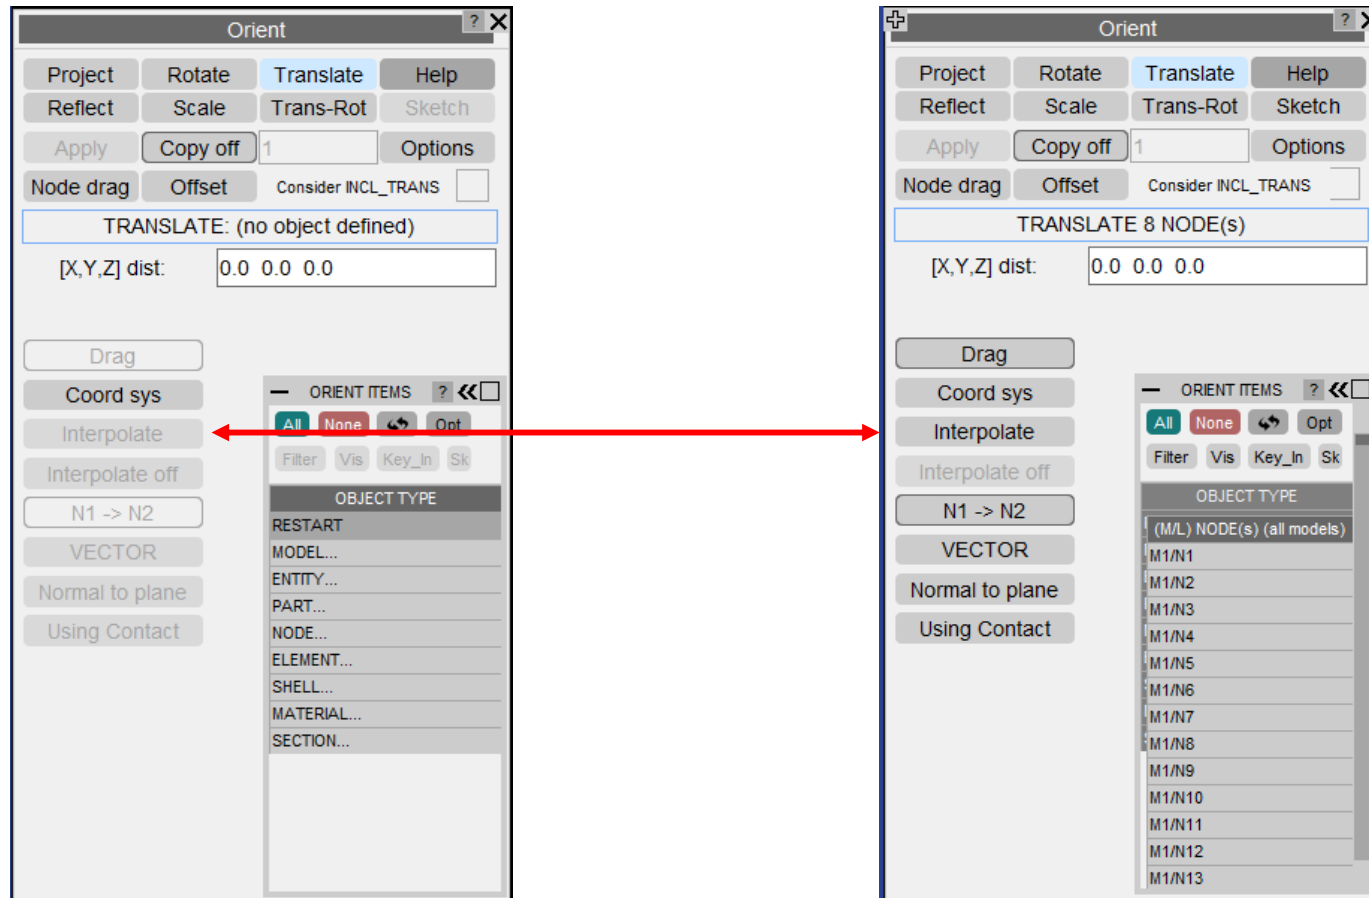 Orient ?
Project Rotate Translate Help
Reflect Scale Trans-Rot Sketch
Apply Copy off 1 Options
Node drag Offset Consider INCL_TRANS
TRANSLATE: (no object defined)
[X,Y,Z] dist: 0.0 0.0 0.0
Drag
Coord sys
Interpolate
Interpolate off
N1 -> N2
VECTOR
Normal to plane
Using Contact
ORIENT ITEMS ?
All None Opt
Filter Vis Key_In Sk
OBJECT TYPE
RESTART
MODEL...
ENTITY...
PART...
NODE...
ELEMENT...
SHELL...
MATERIAL...
SECTION...
Orient ?
Project Rotate Translate Help
Reflect Scale Trans-Rot Sketch
Apply Copy off 1 Options
Node drag Offset Consider INCL_TRANS
TRANSLATE 8 NODE(s)
[X,Y,Z] dist: 0.0 0.0 0.0
Drag
Coord sys
Interpolate
Interpolate off
N1 -> N2
VECTOR
Normal to plane
Using Contact
ORIENT ITEMS ?
All None Opt
Filter Vis Key_In Sk
OBJECT TYPE
(M/L) NODE(s) (all models)
M1/N1
M1/N2
M1/N3
M1/N4
M1/N5
M1/N6
M1/N7
M1/N8
M1/N9
M1/N10
M1/N11
M1/N12
M1/N13